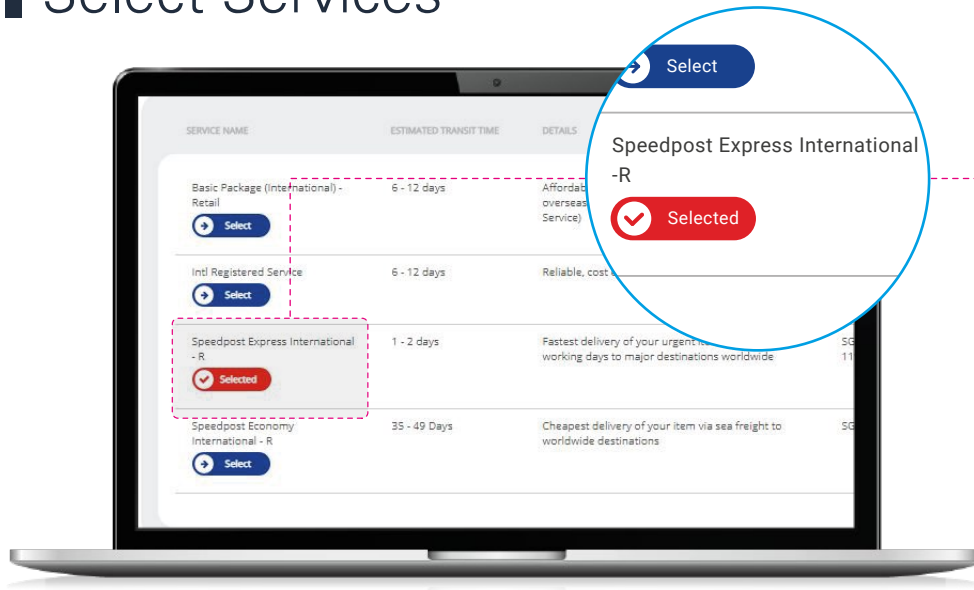 Select Services
Select
Speedpost Express International
-R
Selected
SERVICE NAME
ESTIMATED TRANSIT TIME
DETAILS
Basic Package (International) -
Retail
Select
6 - 12 days
overseas
Service)
Intl Registered Service
Select
6 - 12 days
Reliable, cost
Speedpost Express International
- R
Selected
1 - 2 days
Fastest delivery of your urgent
working days to major destinations worldwide
SG
11
Speedpost Economy
International - R
Select
35 - 49 Days
Cheapest delivery of your item via sea freight to
worldwide destinations
SG